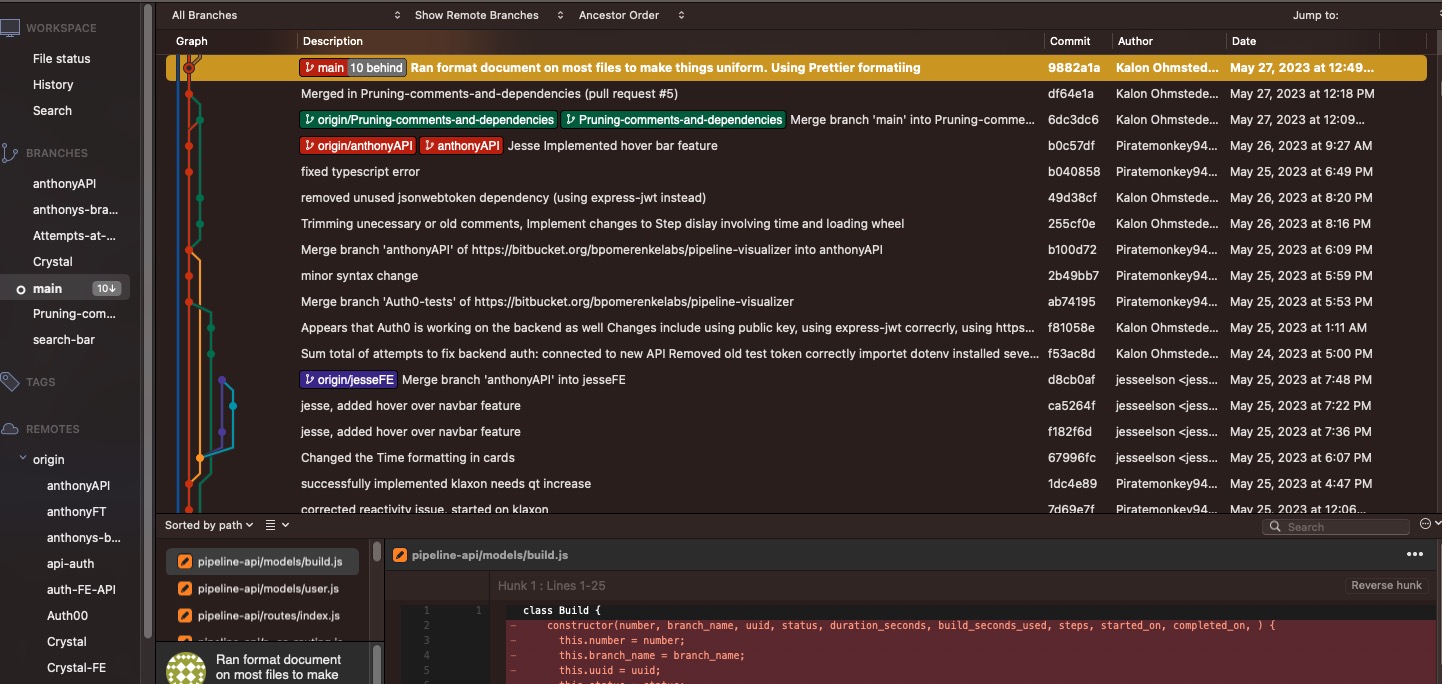 All Branches Show Remote Branches Ancestor Order Jump to:
WORKSPACE
File status
History
Search
BRANCHES
anthonyAPI
anthonys-bra...
Attempts-at-...
Crystal
main 10↓
Pruning-com...
search-bar
TAGS
REMOTES
origin
anthonyAPI
anthonyFT
anthonys-b...
api-auth
auth-FE-API
Auth00
Crystal
Crystal-FE
Graph Description Commit Author Date
main 10 behind Ran format document on most files to make things uniform. Using Prettier formatiing 9882a1a Kalon Ohmstede... May 27, 2023 at 12:49...
Merged in Pruning-comments-and-dependencies (pull request #5) df64e1a Kalon Ohmstede... May 27, 2023 at 12:18 PM
origin/Pruning-comments-and-dependencies Pruning-comments-and-dependencies Merge branch 'main' into Pruning-comme... 6dc3dc6 Kalon Ohmstede... May 27, 2023 at 12:09...
origin/anthonyAPI anthonyAPI Jesse Implemented hover bar feature b0c57df Piratemonkey94... May 26, 2023 at 9:27 AM
fixed typescript error b040858 Piratemonkey94... May 25, 2023 at 6:49 PM
removed unused jsonwebtoken dependency (using express-jwt instead) 49d38cf Kalon Ohmstede... May 26, 2023 at 8:20 PM
Trimming unecessary or old comments, Implement changes to Step dislay involving time and loading wheel 255cf0e Kalon Ohmstede... May 26, 2023 at 8:16 PM
Merge branch 'anthonyAPI' of https://bitbucket.org/bpomerenkelabs/pipeline-visualizer into anthonyAPI b100d72 Piratemonkey94... May 25, 2023 at 6:09 PM
minor syntax change 2b49bb7 Piratemonkey94... May 25, 2023 at 5:59 PM
Merge branch 'Auth0-tests' of https://bitbucket.org/bpomerenkelabs/pipeline-visualizer ab74195 Piratemonkey94... May 25, 2023 at 5:53 PM
Appears that Auth0 is working on the backend as well Changes include using public key, using express-jwt correcrly, using https... f81058e Kalon Ohmstede... May 25, 2023 at 1:11 AM
Sum total of attempts to fix backend auth: connected to new API Removed old test token correctly importet dotenv installed seve... f53ac8d Kalon Ohmstede... May 24, 2023 at 5:00 PM
origin/jesseFE Merge branch 'anthonyAPI' into jesseFE d8cb0af jesseelson <jess... May 25, 2023 at 7:48 PM
jesse, added hover over navbar feature ca5264f jesseelson <jess... May 25, 2023 at 7:22 PM
jesse, added hover over navbar feature f182f6d jesseelson <jess... May 25, 2023 at 7:36 PM
Changed the Time formatting in cards 67996fc jesseelson <jess... May 25, 2023 at 6:07 PM
successfully implemented klaxon needs qt increase 1dc4e89 Piratemonkey94... May 25, 2023 at 4:47 PM
corrected reactivity issue, started on klaxon 7d69e7f Piratemonkey94... May 25, 2023 at 12:06...
Sorted by path Search
pipeline-api/models/build.js
pipeline-api/models/user.js
pipeline-api/routes/index.js
Ran format document
on most files to make
pipeline-api/models/build.js
Hunk 1 : Lines 1-25 Reverse hunk
1 1 class Build {
2 - constructor(number, branch_name, uuid, status, duration_seconds, build_seconds_used, steps, started_on, completed_on, ) {
3 - this.number = number;
4 - this.branch_name = branch_name;
5 - this.uuid = uuid;